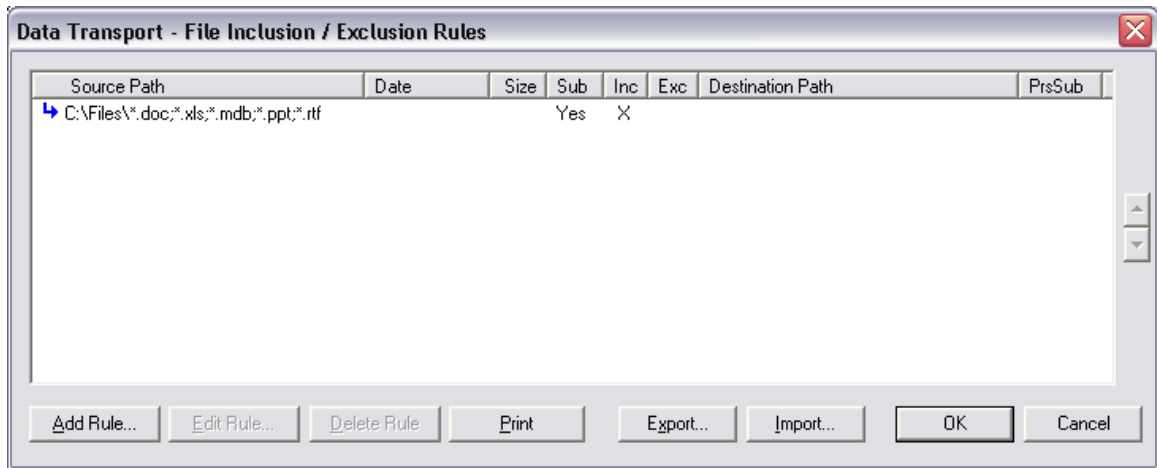 Data Transport - File Inclusion / Exclusion Rules
Source Path Date Size Sub Inc Exc Destination Path PrsSub
C:\Files\*.doc;*.xls;*.mdb;*.ppt;*.rtf Yes X
Add Rule... Edit Rule... Delete Rule Print Export... Import... OK Cancel